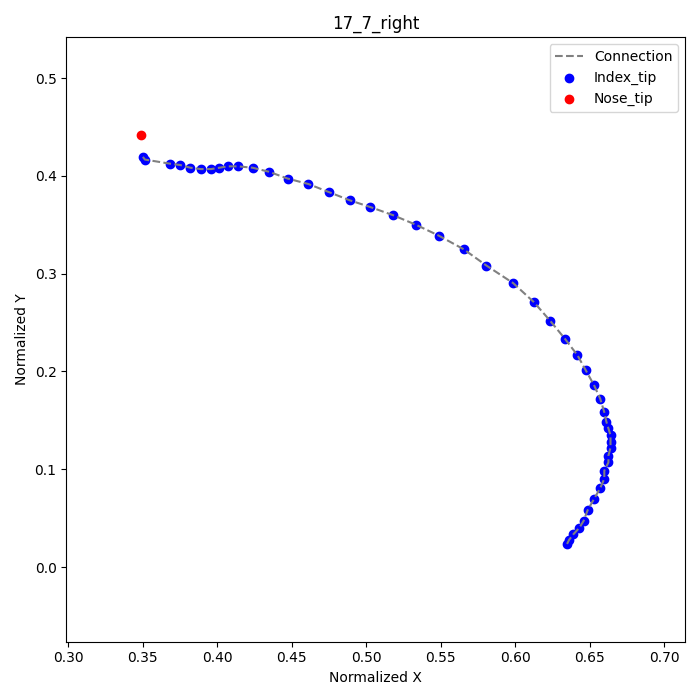 17_7_right
Connection
Index_tip
Nose_tip
0.5
0.4
0.3
0.2
0.1
0.0
Normalized Y
0.30 0.35 0.40 0.45 0.50 0.55 0.60 0.65 0.70
Normalized X